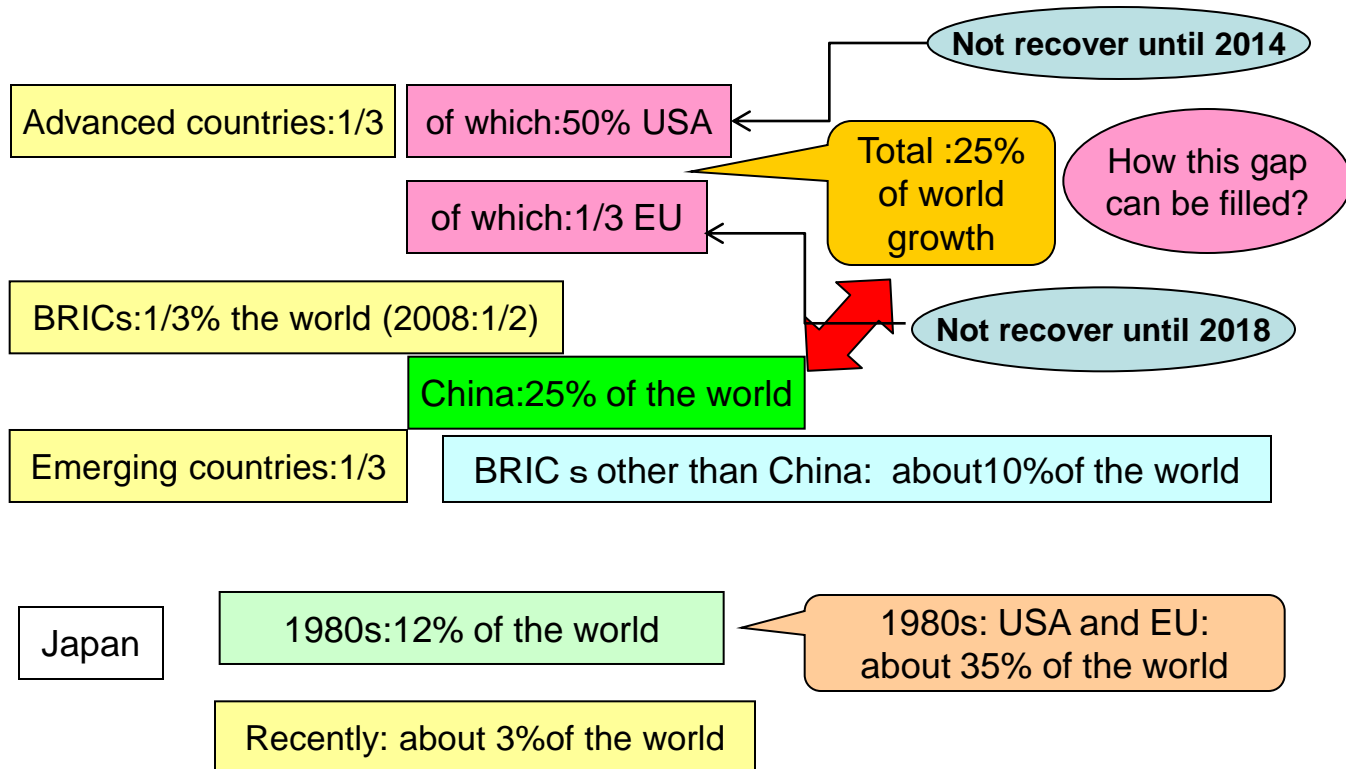 Not recover until 2014
Advanced countries:1/3
of which:50% USA
Total :25%
of world
growth
How this gap
can be filled?
of which:1/3 EU
BRICs:1/3% the world (2008:1/2)
Not recover until 2018
China:25% of the world
Emerging countries:1/3
BRICｓother than China: about10%of the world
Japan
1980s:12% of the world
1980s: USA and EU:
about 35% of the world
Recently: about 3%of the world